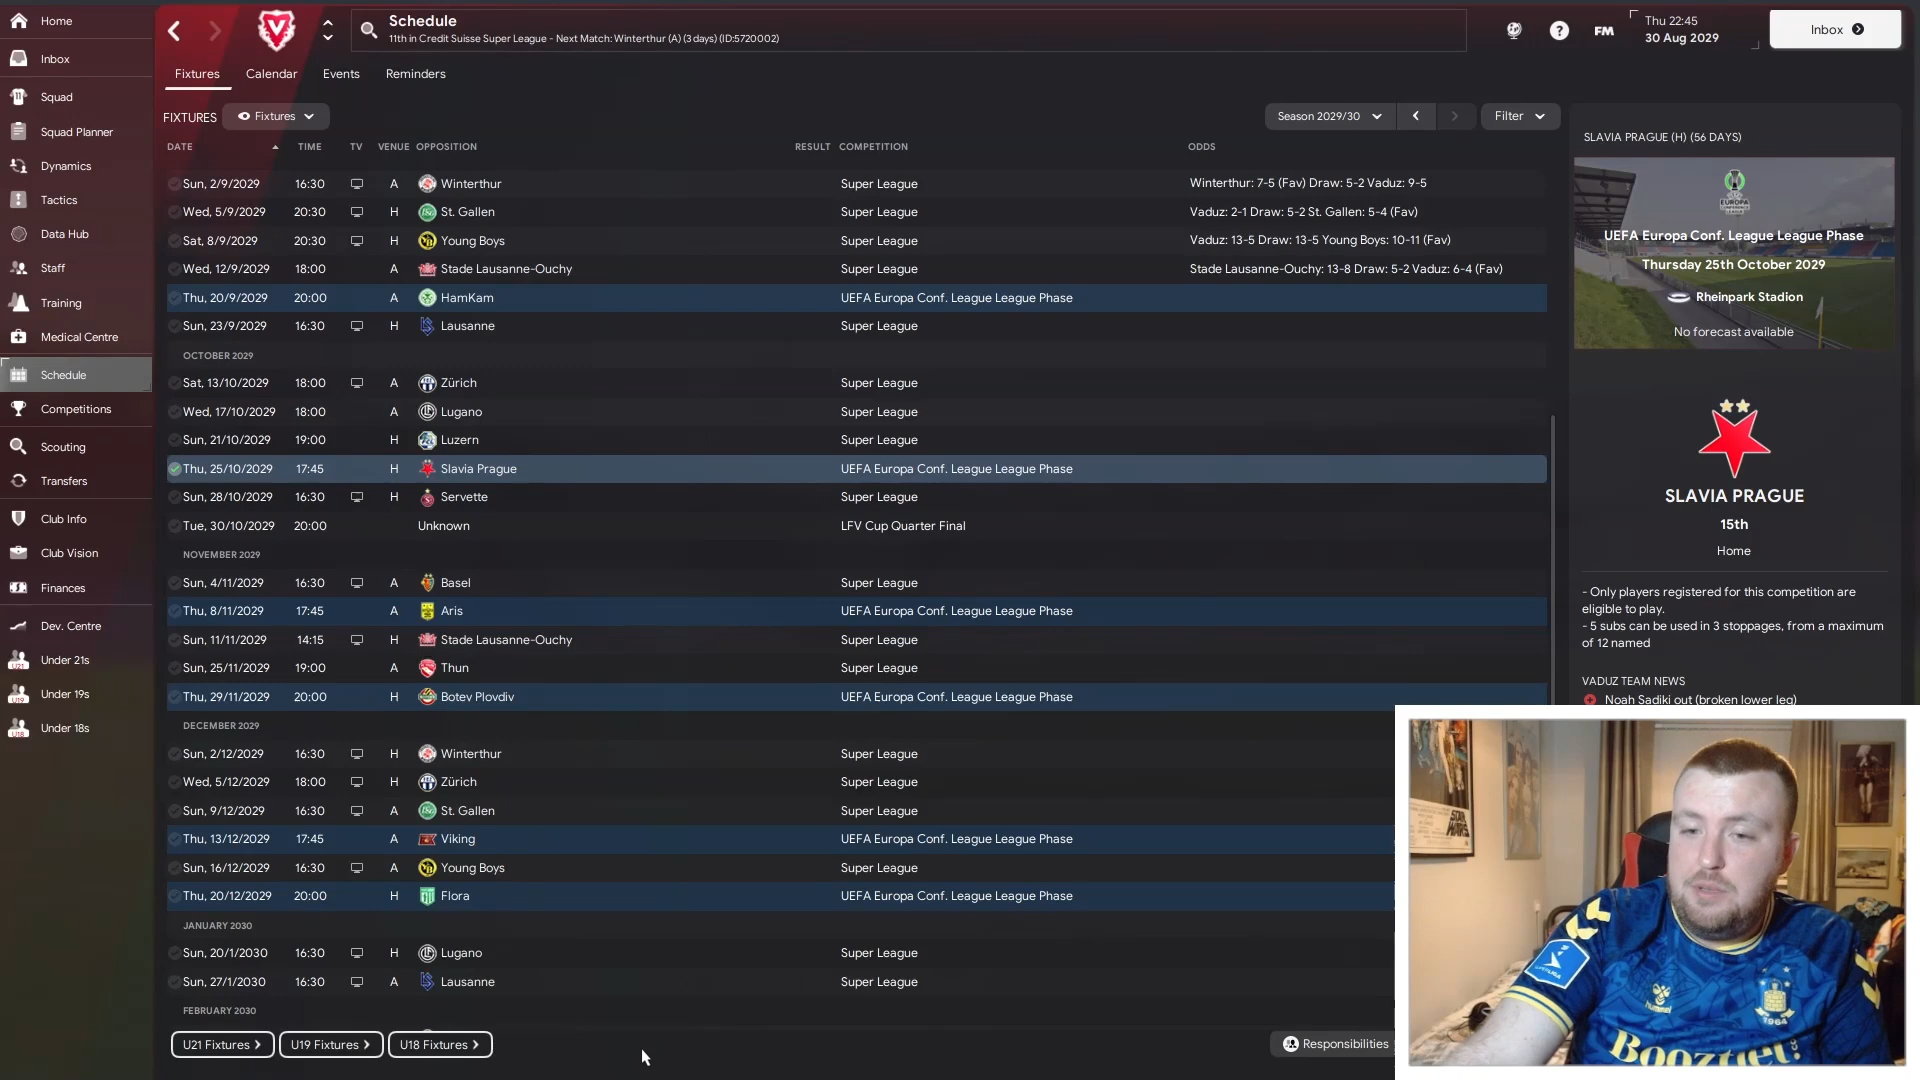 Home
Inbox
Squad
Squad Planner
Dynamics
Tactics
Data Hub
Staff
Training
Medical Centre
Schedule
Competitions
Scouting
Transfers
Club Info
Club Vision
Finances
Dev. Centre
Under 21s
Under 19s
Under 18s
Schedule
11th in Credit Suisse Super League - Next Match: Winterthur (A) (3 days) (ID:5720002)
FM
Thu 22:45
30 Aug 2029
Inbox
Fixtures Calendar Events Reminders
FIXTURES Fixtures Season 2029/30 Filter
DATE TIME TV VENUE OPPOSITION RESULT COMPETITION ODDS
Sun, 2/9/2029 16:30 A Winterthur Super League Winterthur: 7-5 (Fav) Draw: 5-2 Vaduz: 9-5
Wed, 5/9/2029 20:30 H St. Gallen Super League Vaduz: 2-1 Draw: 5-2 St. Gallen: 5-4 (Fav)
Sat, 8/9/2029 20:30 H Young Boys Super League Vaduz: 13-5 Draw: 13-5 Young Boys: 10-11 (Fav)
Wed, 12/9/2029 18:00 A Stade Lausanne-Ouchy Super League Stade Lausanne-Ouchy: 13-8 Draw: 5-2 Vaduz: 6-4 (Fav)
Thu, 20/9/2029 20:00 A HamKam UEFA Europa Conf. League League Phase
Sun, 23/9/2029 16:30 H Lausanne Super League
OCTOBER 2029
Sat, 13/10/2029 18:00 A Zürich Super League
Wed, 17/10/2029 18:00 A Lugano Super League
Sun, 21/10/2029 19:00 H Luzern Super League
Thu, 25/10/2029 17:45 H Slavia Prague UEFA Europa Conf. League League Phase
Sun, 28/10/2029 16:30 H Servette Super League
Tue, 30/10/2029 20:00 Unknown LFV Cup Quarter Final
NOVEMBER 2029
Sun, 4/11/2029 16:30 A Basel Super League
Thu, 8/11/2029 17:45 A Aris UEFA Europa Conf. League League Phase
Sun, 11/11/2029 14:15 H Stade Lausanne-Ouchy Super League
Sun, 25/11/2029 19:00 A Thun Super League
Thu, 29/11/2029 20:00 H Botev Plovdiv UEFA Europa Conf. League League Phase
DECEMBER 2029
Sun, 2/12/2029 16:30 H Winterthur Super League
Wed, 5/12/2029 18:00 H Zürich Super League
Sun, 9/12/2029 16:30 A St. Gallen Super League
Thu, 13/12/2029 17:45 A Viking UEFA Europa Conf. League League Phase
Sun, 16/12/2029 16:30 A Young Boys Super League
Thu, 20/12/2029 20:00 H Flora UEFA Europa Conf. League League Phase
JANUARY 2030
Sun, 20/1/2030 16:30 H Lugano Super League
Sun, 27/1/2030 16:30 A Lausanne Super League
FEBRUARY 2030
U21 Fixtures U19 Fixtures U18 Fixtures Responsibilities
SLAVIA PRAGUE (H) (56 DAYS)
UEFA Europa Conf. League League Phase
Thursday 25th October 2029
Rheinpark Stadion
No forecast available
SLAVIA PRAGUE
15th
Home
- Only players registered for this competition are
eligible to play.
- 5 subs can be used in 3 stoppages, from a maximum
of 12 named
VADUZ TEAM NEWS
Noah Sadiki out (broken lower leg)
STAR WARS
SUPERLIGA
hummel
1964
Booztlet.